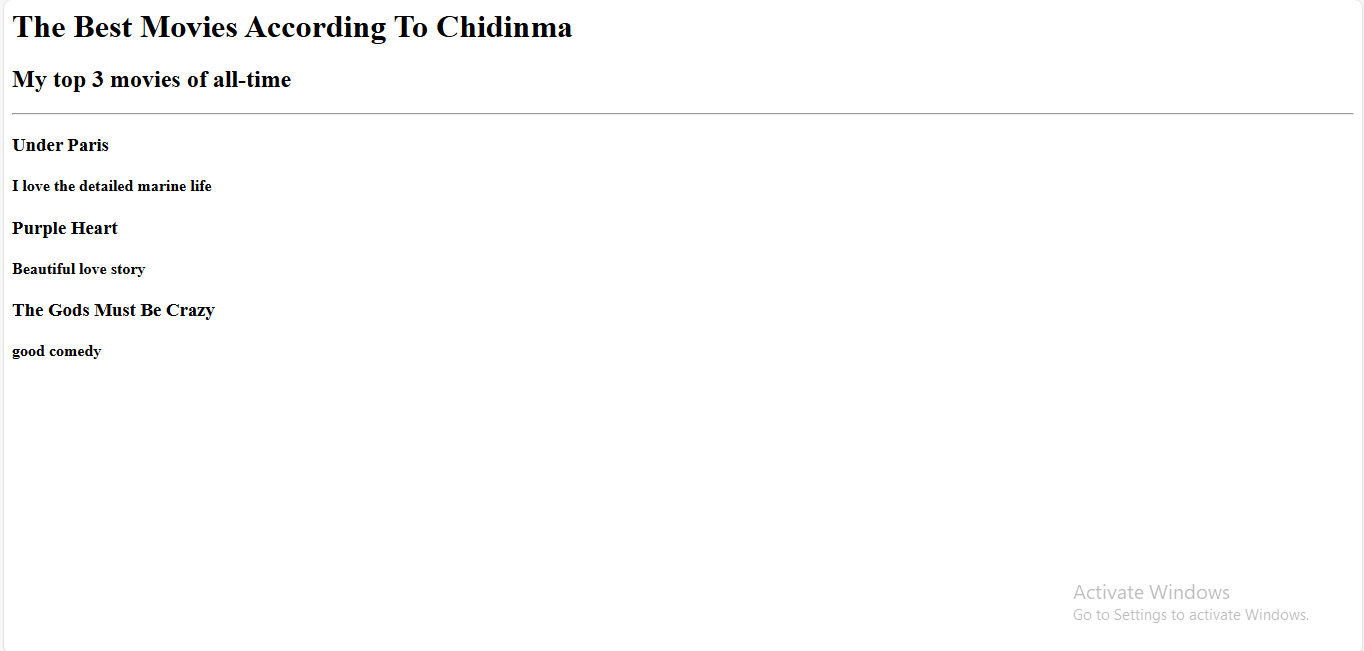 The Best Movies According To Chidinma
My top 3 movies of all-time
Under Paris
I love the detailed marine life
Purple Heart
Beautiful love story
The Gods Must Be Crazy
good comedy
Activate Windows
Go to Settings to activate Windows.